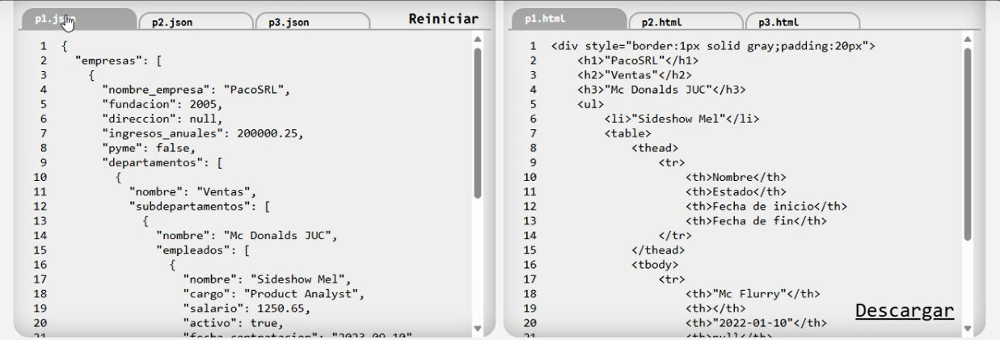 p1.json
p2.json
p3.json
Reiniciar
1 {
2 "empresas": [
3 {
4 "nombre_empresa": "PacoSRL",
5 "fundacion": 2005,
6 "direccion": null,
7 "ingresos_anuales": 200000.25,
8 "pyme": false,
9 "departamentos": [
10 {
11 "nombre": "Ventas",
12 "subdepartamentos": [
13 {
14 "nombre": "Mc Donalds JUC",
15 "empleados": [
16 {
17 "nombre": "Sideshow Mel",
18 "cargo": "Product Analyst",
19 "salario": 1250.65,
20 "activo": true,
21 "fecha_contratacion": "2023-09-10"
p1.html
p2.html
p3.html
1 <div style="border:1px solid gray;padding:20px">
2 <h1>"PacoSRL"</h1>
3 <h2>"Ventas"</h2>
4 <h3>"Mc Donalds JUC"</h3>
5 <ul>
6 <li>"Sideshow Mel"</li>
7 <table>
8 <thead>
9 <tr>
10 <th>Nombre</th>
11 <th>Estado</th>
12 <th>Fecha de inicio</th>
13 <th>Fecha de fin</th>
14 </tr>
15 </thead>
16 <tbody>
17 <tr>
18 <th>"Mc Flurry"</th>
19 <th></th>
20 <th>"2022-01-10"</th>
21 <th>null</th>
Descargar